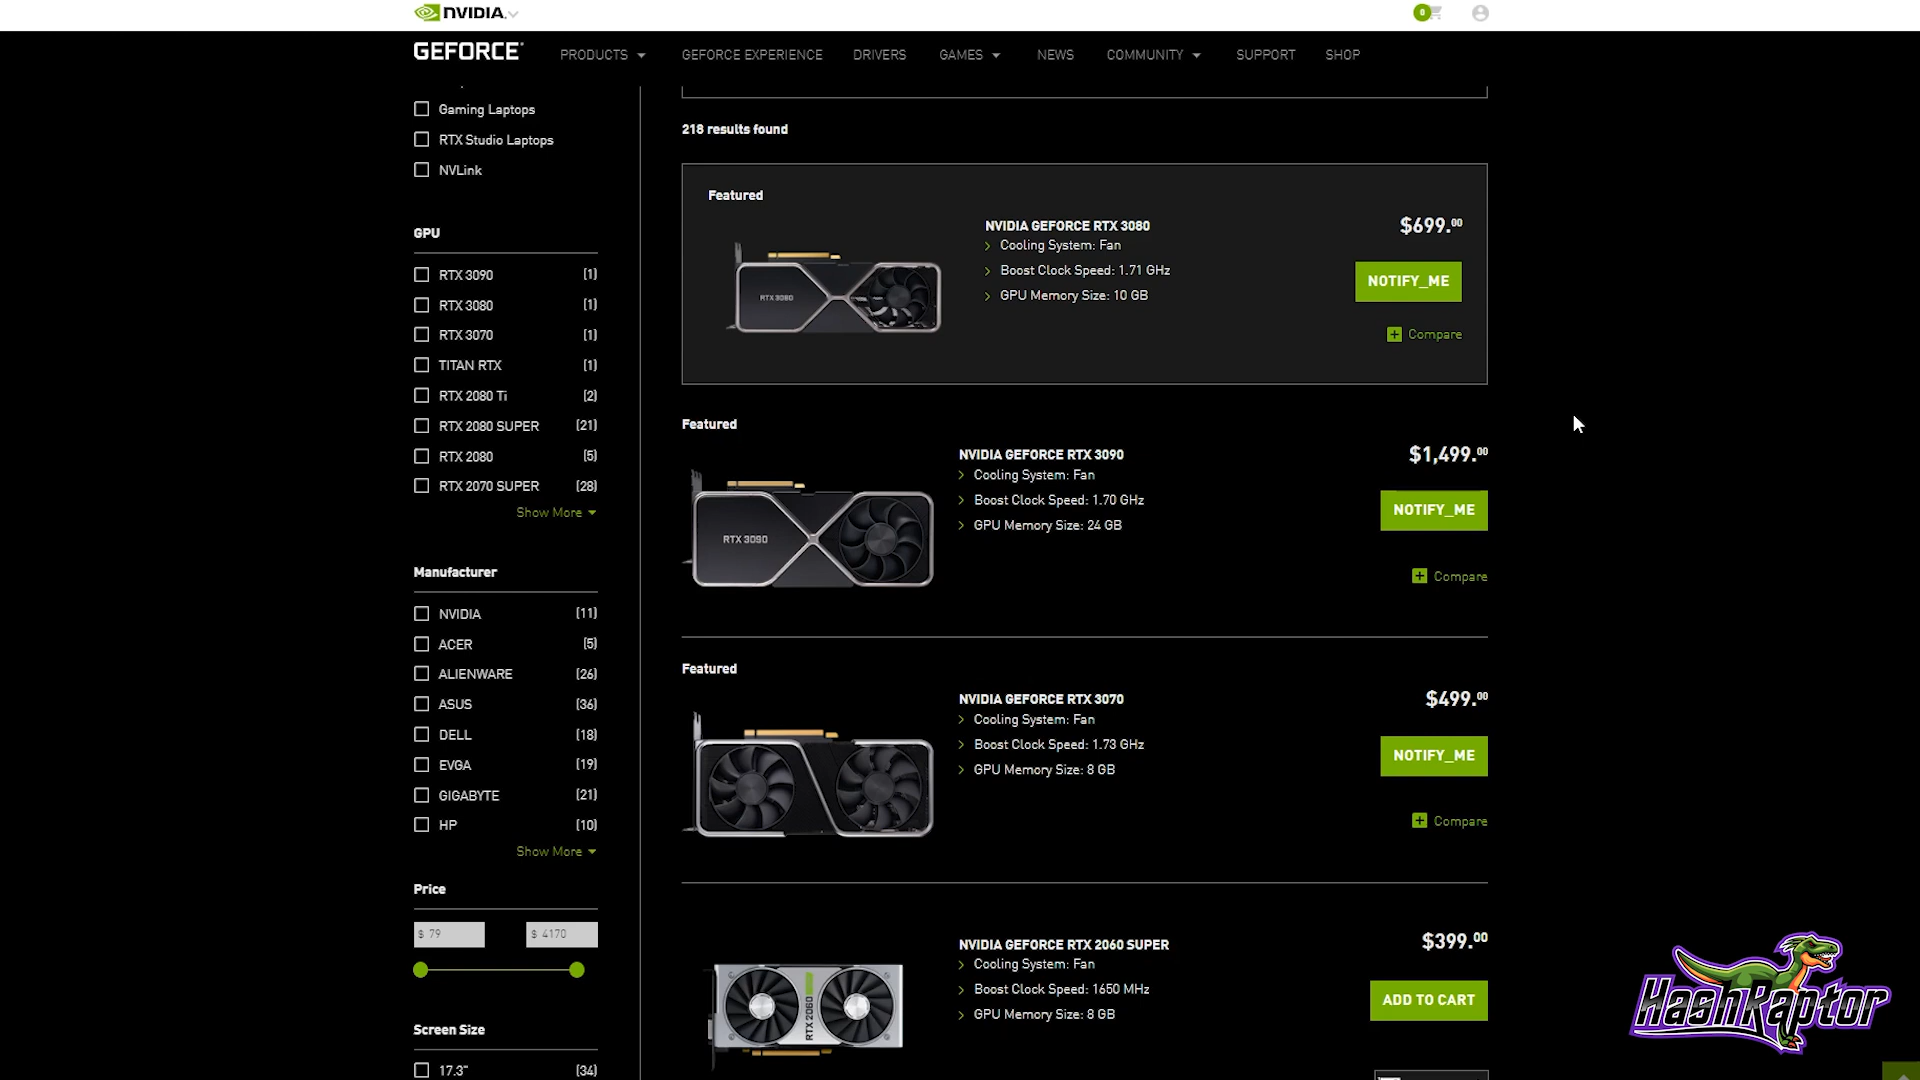 NVIDIA.
0
GEFORCE
PRODUCTS
GEFORCE EXPERIENCE
DRIVERS
GAMES
NEWS
COMMUNITY
SUPPORT
SHOP
Gaming Laptops
RTX Studio Laptops
NVLink
GPU
RTX 3090 (1)
RTX 3080 (1)
RTX 3070 (1)
TITAN RTX (1)
RTX 2080 Ti (2)
RTX 2080 SUPER (21)
RTX 2080 (5)
RTX 2070 SUPER (28)
Show More
Manufacturer
NVIDIA (11)
ACER (5)
ALIENWARE (26)
ASUS (36)
DELL (18)
EVGA (19)
GIGABYTE (21)
HP (10)
Show More
Price
$ 79
$ 4170
Screen Size
17.3" (34)
218 results found
Featured
RTX 3080
NVIDIA GEFORCE RTX 3080
Cooling System: Fan
Boost Clock Speed: 1.71 GHz
GPU Memory Size: 10 GB
$699.00
NOTIFY_ME
Compare
Featured
RTX 3090
NVIDIA GEFORCE RTX 3090
Cooling System: Fan
Boost Clock Speed: 1.70 GHz
GPU Memory Size: 24 GB
$1,499.00
NOTIFY_ME
Compare
Featured
NVIDIA GEFORCE RTX 3070
Cooling System: Fan
Boost Clock Speed: 1.73 GHz
GPU Memory Size: 8 GB
$499.00
NOTIFY_ME
Compare
RTX 2060
NVIDIA GEFORCE RTX 2060 SUPER
Cooling System: Fan
Boost Clock Speed: 1650 MHz
GPU Memory Size: 8 GB
$399.00
ADD TO CART
HashRaptor